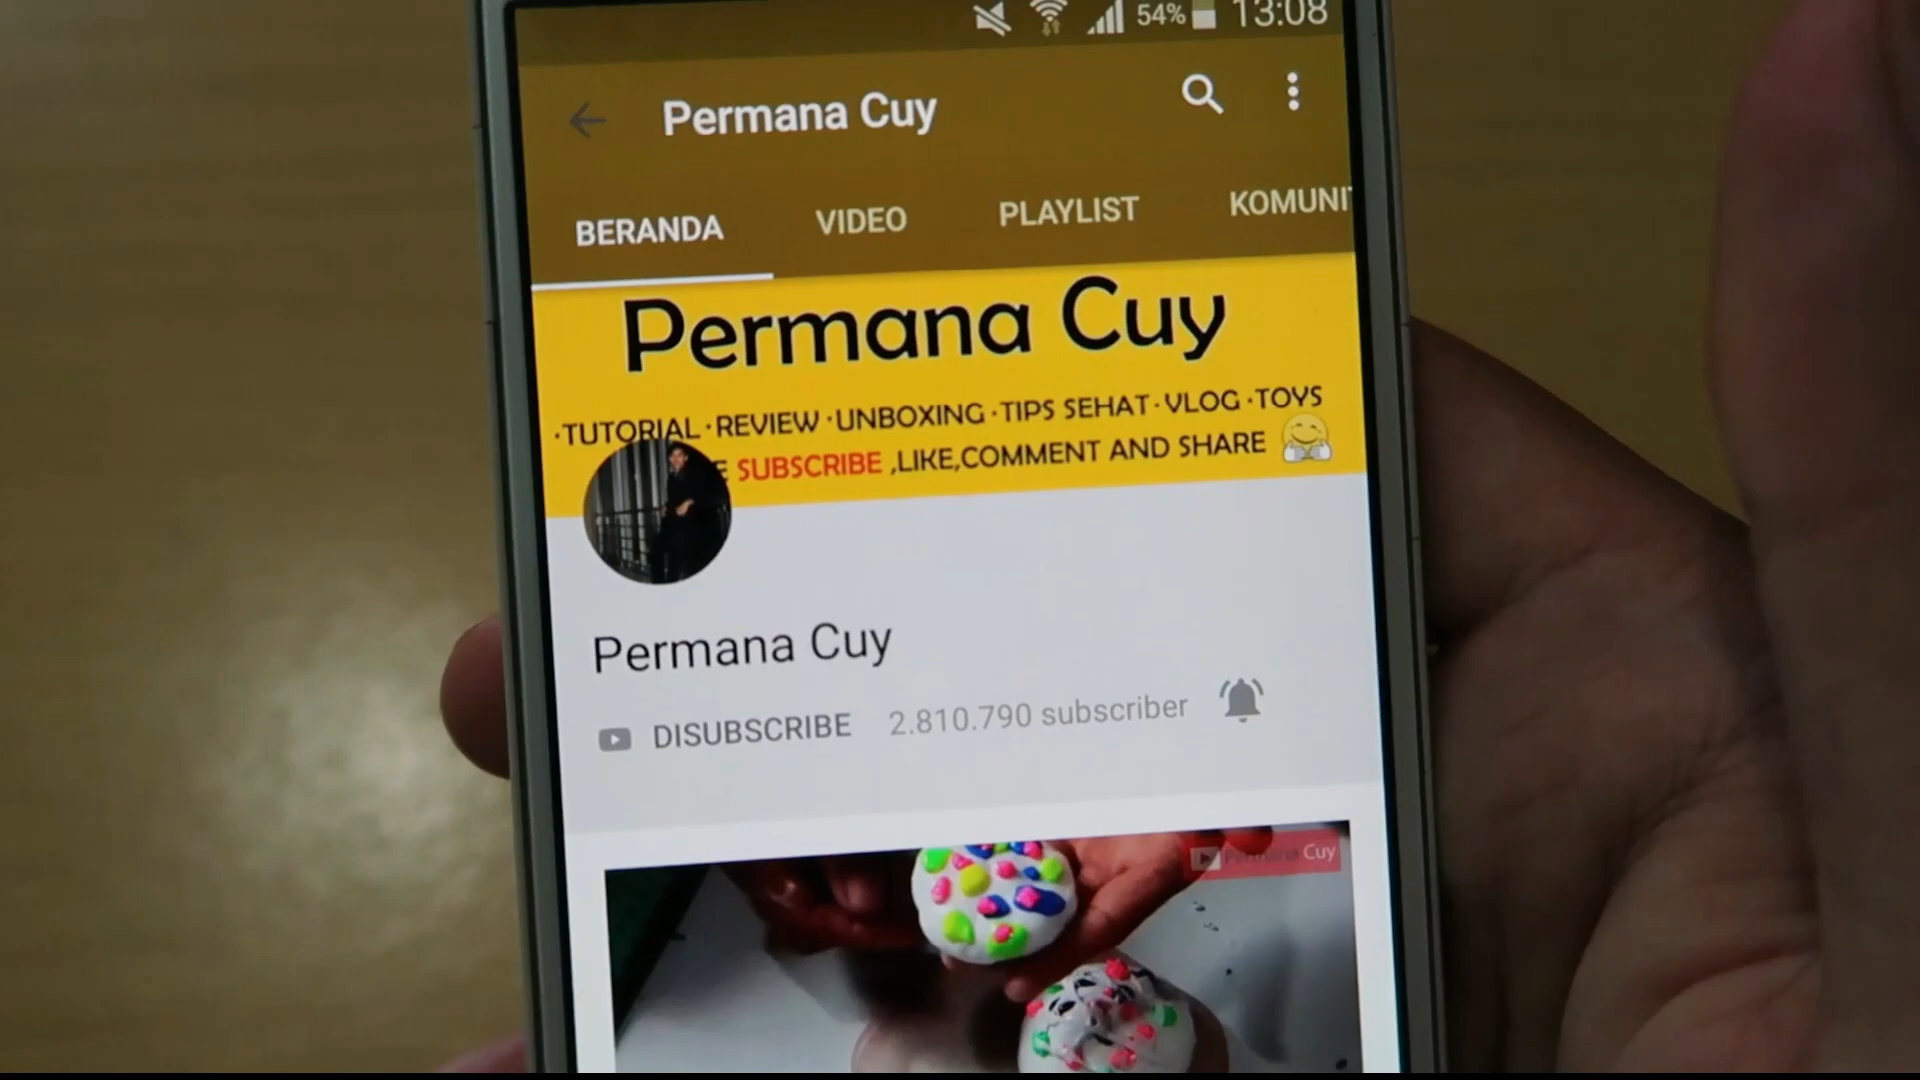 54% 13:08
Permana Cuy
BERANDA VIDEO PLAYLIST KOMUNI
Permana Cuy
·TUTORIAL·REVIEW·UNBOXING·TIPS SEHAT·VLOG·TOYS
SUBSCRIBE ,LIKE,COMMENT AND SHARE
Permana Cuy
DISUBSCRIBE 2.810.790 subscriber
Permana Cuy